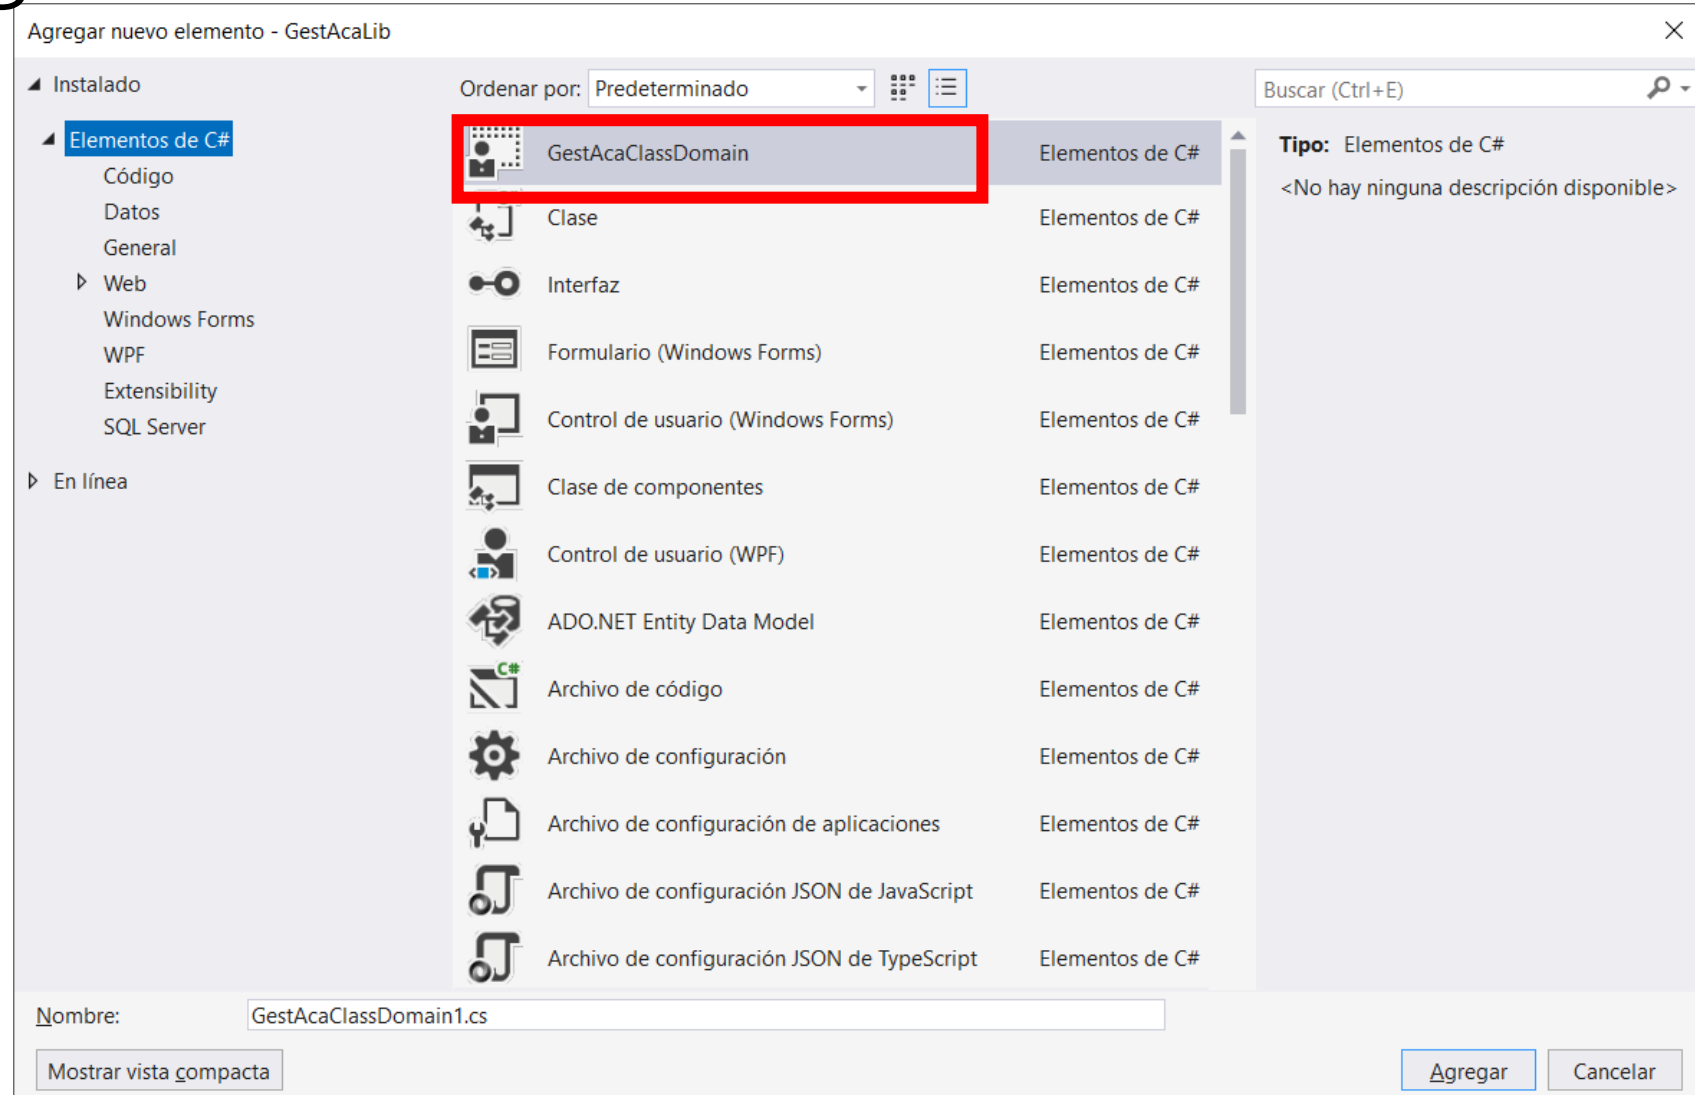 Agregar nuevo elemento - GestAcaLib
Instalado
Elementos de C#
Código
Datos
General
Web
Windows Forms
WPF
Extensibility
SQL Server
En línea
Ordenar por: Predeterminado
GestAcaClassDomain Elementos de C#
Clase Elementos de C#
Interfaz Elementos de C#
Formulario (Windows Forms) Elementos de C#
Control de usuario (Windows Forms) Elementos de C#
Clase de componentes Elementos de C#
Control de usuario (WPF) Elementos de C#
ADO.NET Entity Data Model Elementos de C#
C#
Archivo de código Elementos de C#
Archivo de configuración Elementos de C#
Archivo de configuración de aplicaciones Elementos de C#
Archivo de configuración JSON de JavaScript Elementos de C#
Archivo de configuración JSON de TypeScript Elementos de C#
Buscar (Ctrl+E)
Tipo: Elementos de C#
<No hay ninguna descripción disponible>
Nombre: GestAcaClassDomain1.cs
Mostrar vista compacta
Agregar
Cancelar